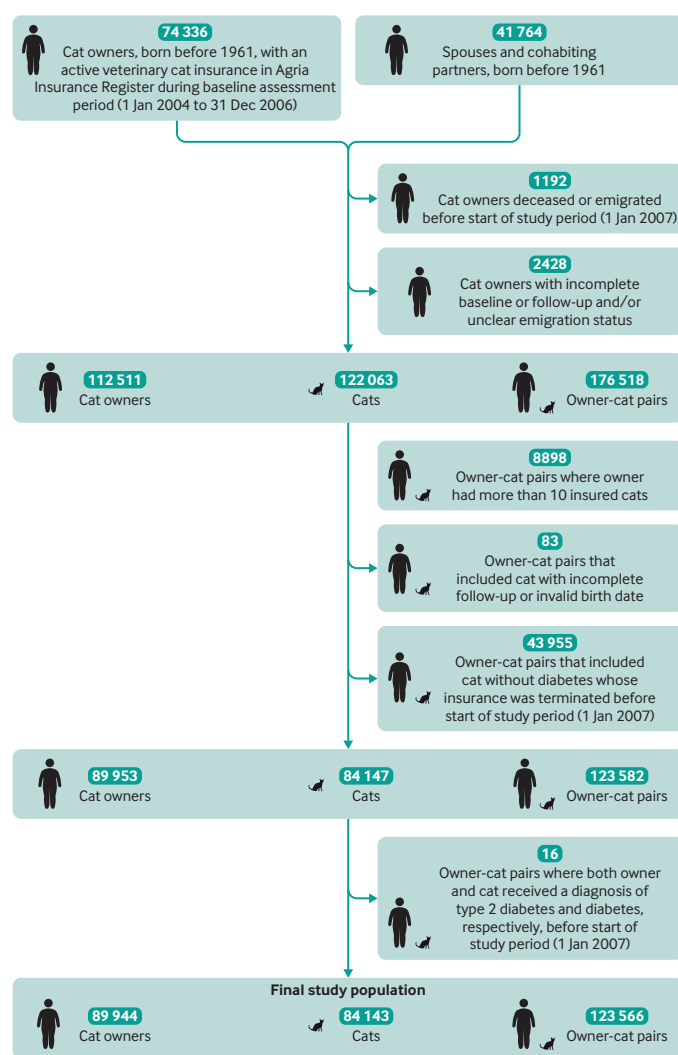 74 336
Cat owners, born before 1961, with an
active veterinary cat insurance in Agria
Insurance Register during baseline assessment
period (1 Jan 2004 to 31 Dec 2006)
41 764
Spouses and cohabiting
partners, born before 1961
1192
Cat owners deceased or emigrated
before start of study period (1 Jan 2007)
2428
Cat owners with incomplete
baseline or follow-up and/or
unclear emigration status
112 511
Cat owners
122 063
Cats
176 518
Owner-cat pairs
8898
Owner-cat pairs where owner
had more than 10 insured cats
83
Owner-cat pairs that
included cat with incomplete
follow-up or invalid birth date
43 955
Owner-cat pairs that included
cat without diabetes whose
insurance was terminated before
start of study period (1 Jan 2007)
89 953
Cat owners
84 147
Cats
123 582
Owner-cat pairs
16
Owner-cat pairs where both owner
and cat received a diagnosis of
type 2 diabetes and diabetes,
respectively, before start of
study period (1 Jan 2007)
Final study population
89 944
Cat owners
84 143
Cats
123 566
Owner-cat pairs